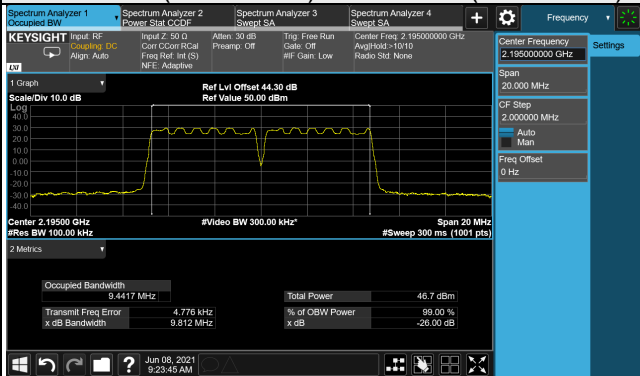 Spectrum Analyzer 1
Occupied BW
Spectrum Analyzer 2
Power Stat CCDF
Spectrum Analyzer 3
Swept SA
Spectrum Analyzer 4
Swept SA
+
Frequency
KEYSIGHT
Input: RF
Coupling: DC
Align: Auto
Input Z: 50 Ω
Corr CCorr RCal
Freq Ref: Int (S)
NFE: Adaptive
Atten: 30 dB
Preamp: Off
Trig: Free Run
Gate: Off
#IF Gain: Low
Center Freq: 2.195000000 GHz
Avg|Hold:>10/10
Radio Std: None
LXI
Center Frequency
2.195000000 GHz
Settings
Span
20.000 MHz
CF Step
2.000000 MHz
Auto
Man
Freq Offset
0 Hz
1 Graph
Scale/Div 10.0 dB
Ref Lvl Offset 44.30 dB
Ref Value 50.00 dBm
Log
40.0
30.0
20.0
10.0
0.00
-10.0
-20.0
-30.0
-40.0
Center 2.19500 GHz
#Res BW 100.00 kHz
#Video BW 300.00 kHz*
Span 20 MHz
#Sweep 300 ms (1001 pts)
2 Metrics
Occupied Bandwidth
9.4417 MHz
Transmit Freq Error 4.776 kHz
x dB Bandwidth 9.812 MHz
Total Power 46.7 dBm
% of OBW Power 99.00 %
x dB -26.00 dB
?
Jun 08, 2021
9:23:45 AM